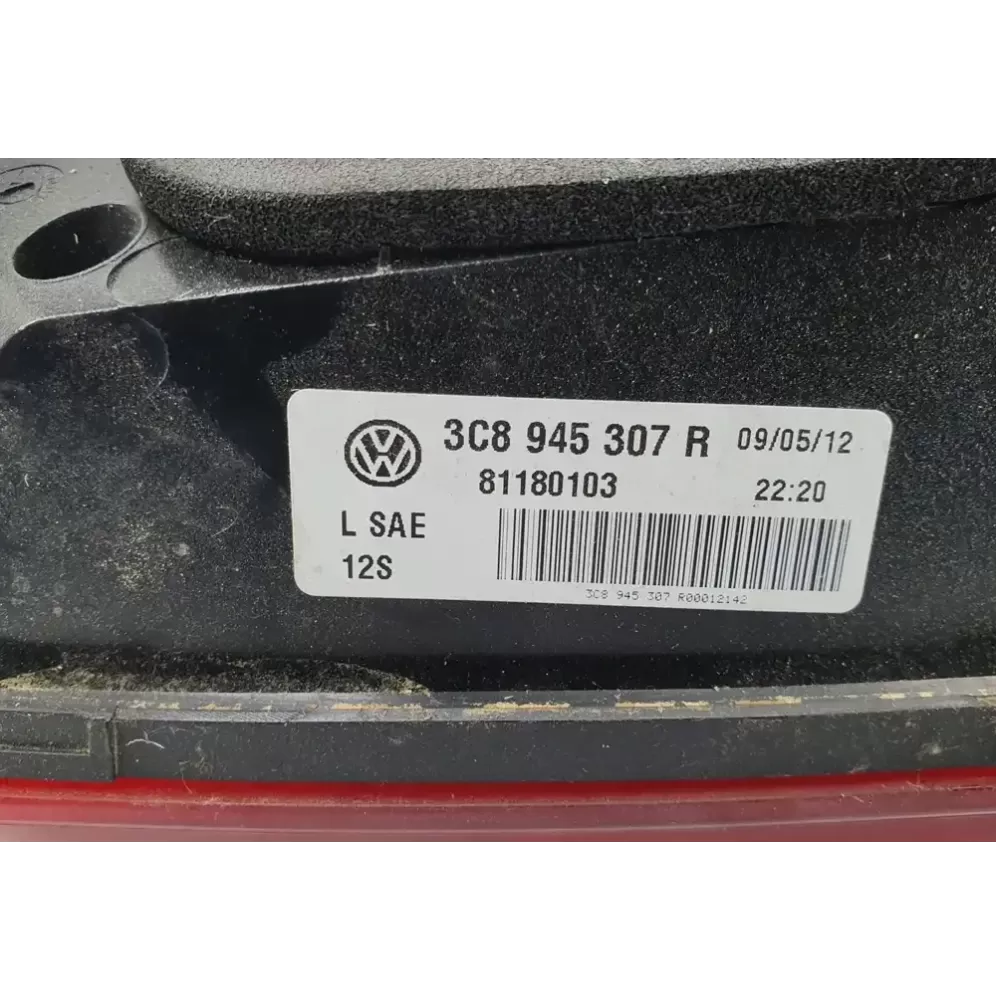 3C8 945 307 R 09/05/12
81180103 22:20
L SAE
12S
3C8 945 307 R00012142